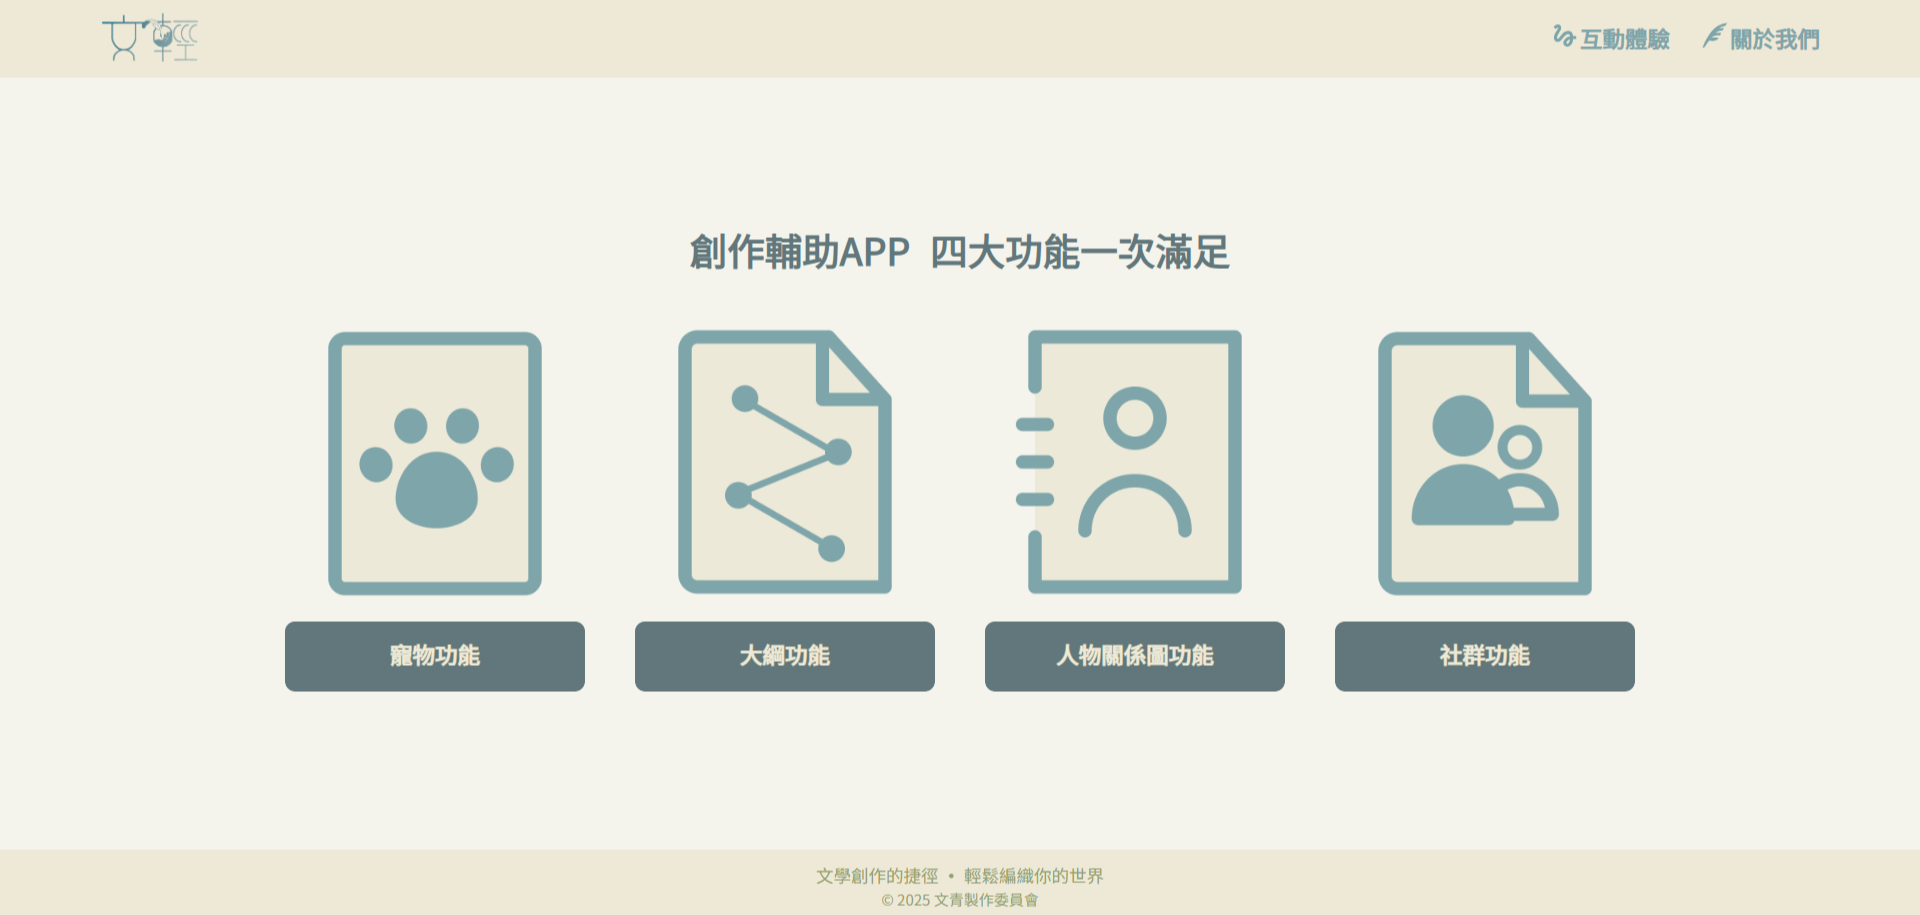 文輕
互動體驗
關於我們
創作輔助APP 四大功能一次滿足
寵物功能
大綱功能
人物關係圖功能
社群功能
文學創作的捷徑 • 輕鬆編織你的世界
© 2025 文青製作委員會